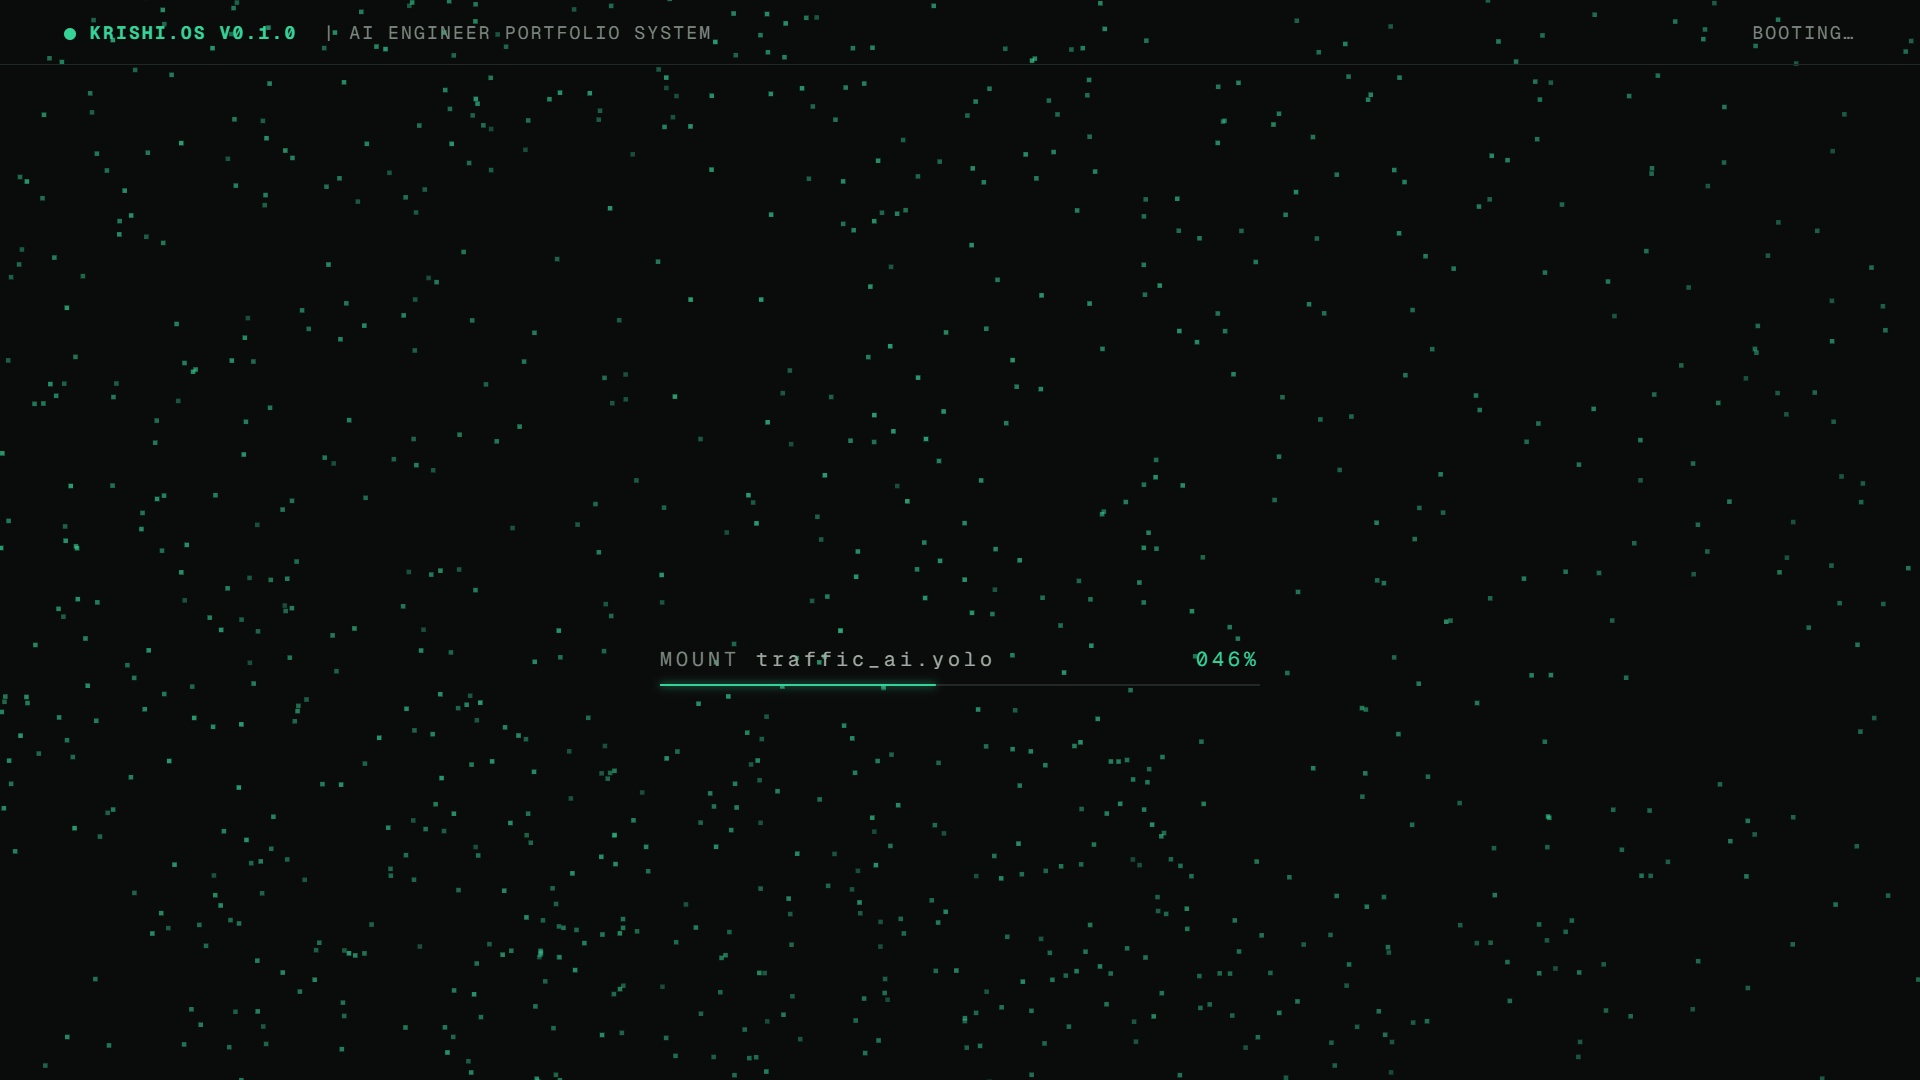 KRISHI.OS V0.1.0 | AI ENGINEER PORTFOLIO SYSTEM
BOOTING…
MOUNT traffic_ai.yolo 046%